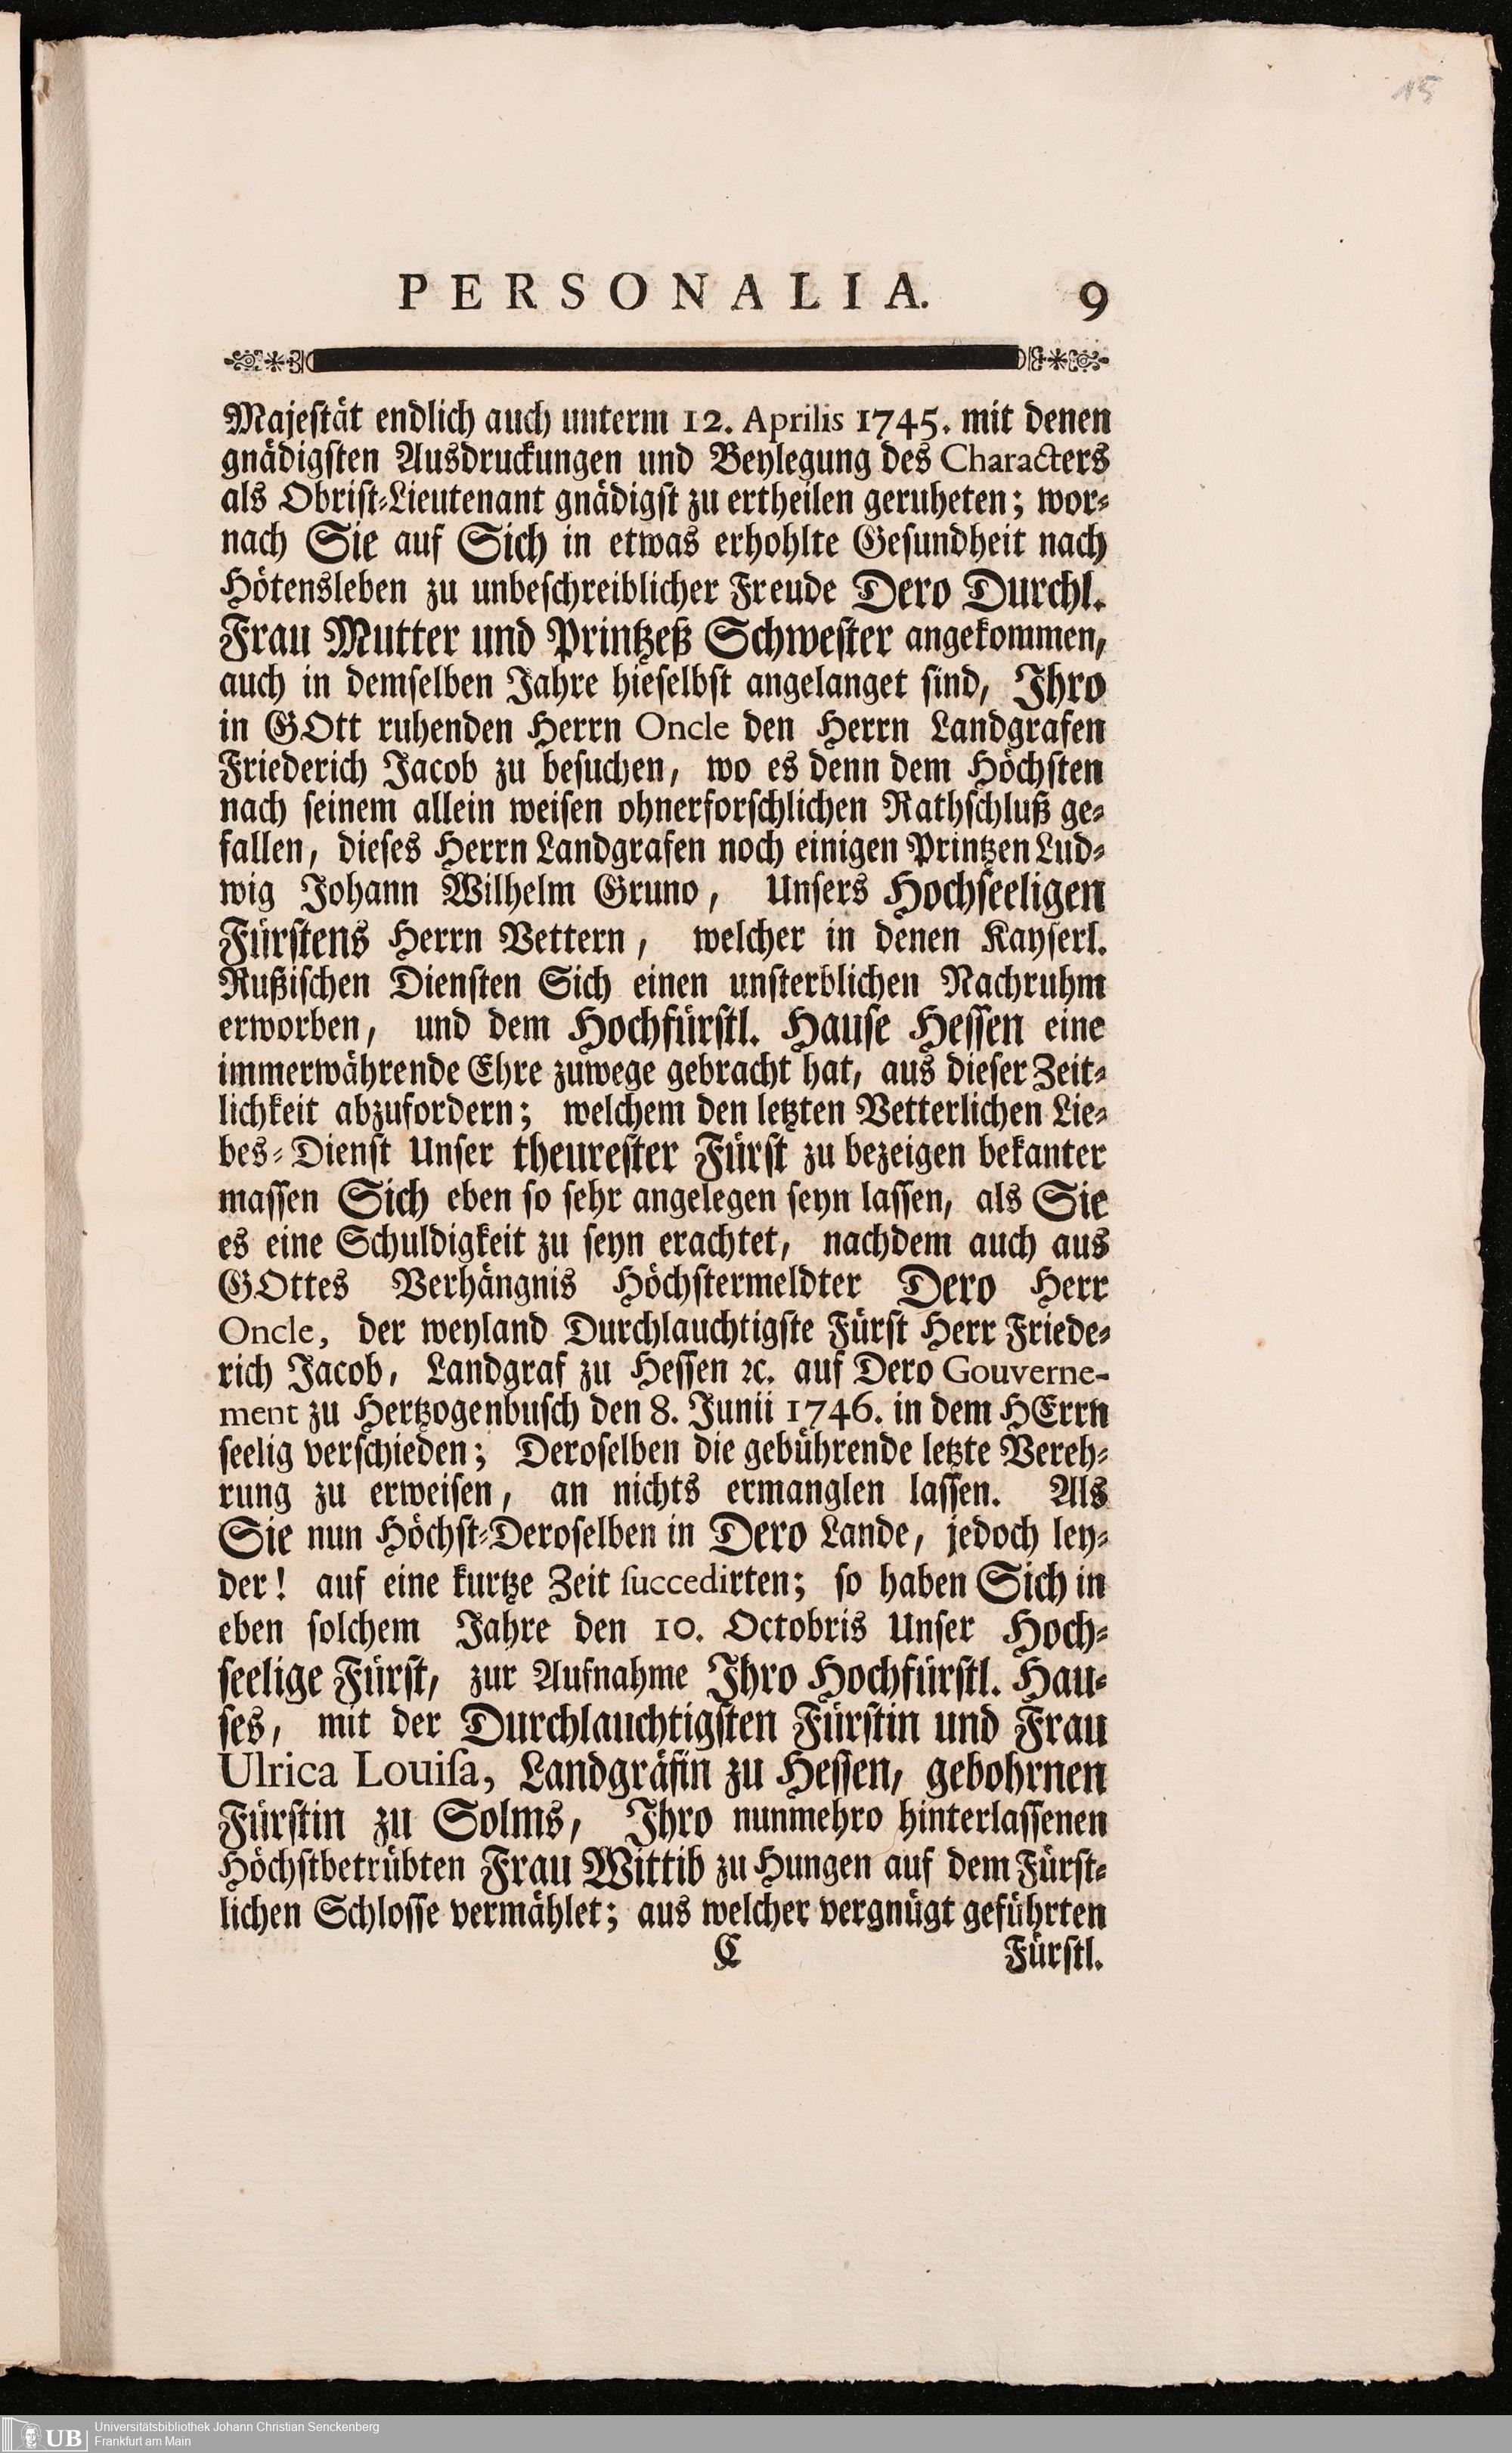 15
PERSONALIA. 9
Majestät endlich auch unterm 12. Aprilis 1745. mit denen
gnädigsten Ausdruckungen und Beylegung des Characters
als Obrist-Lieutenant gnädigst zu ertheilen geruheten; wor-
nach Sie auf Sich in etwas erhohlte Gesundheit nach
Hötensleben zu unbeschreiblicher Freude Dero Durchl.
Frau Mutter und Printzeß Schwester angekommen,
auch in demselben Jahre hieselbst angelanget sind, Ihro
in GOtt ruhenden Herrn Oncle den Herrn Landgrafen
Friederich Jacob zu besuchen, wo es denn dem Höchsten
nach seinem allein weisen ohnerforschlichen Rathschluß ge-
fallen, dieses Herrn Landgrafen noch einigen Printzen Lud-
wig Johann Wilhelm Gruno, Unsers Hochseeligen
Fürstens Herrn Vettern, welcher in denen Kayserl.
Rußischen Diensten Sich einen unsterblichen Nachruhm
erworben, und dem Hochfürstl. Hause Hessen eine
immerwährende Ehre zuwege gebracht hat, aus dieser Zeit-
lichkeit abzufordern; welchem den letzten Vetterlichen Lie-
bes-Dienst Unser theurester Fürst zu bezeigen bekanter
massen Sich eben so sehr angelegen seyn lassen, als Sie
es eine Schuldigkeit zu seyn erachtet, nachdem auch aus
GOttes Verhängnis Höchstermeldter Dero Herr
Oncle, der weyland Durchlauchtigste Fürst Herr Friede-
rich Jacob, Landgraf zu Hessen ꝛc. auf Dero Gouverne-
ment zu Hertzogenbusch den 8. Junii 1746. in dem HErrn
seelig verschieden; Deroselben die gebührende letzte Vereh-
rung zu erweisen, an nichts ermanglen lassen. Als
Sie nun Höchst-Deroselben in Dero Lande, jedoch ley-
der! auf eine kurtze Zeit ſuccedirten; so haben Sich in
eben solchem Jahre den 10. Octobris Unser Hoch-
seelige Fürst, zur Aufnahme Ihro Hochfürstl. Hau-
ses, mit der Durchlauchtigsten Fürstin und Frau
Ulrica Louiſa, Landgräfin zu Hessen, gebohrnen
Fürstin zu Solms, Ihro nunmehro hinterlassenen
Höchstbetrübten Frau Wittib zu Hungen auf dem Fürst-
lichen Schlosse vermählet; aus welcher vergnügt geführten
C Fürstl.
UB Universitätsbibliothek Johann Christian Senckenberg
Frankfurt am Main